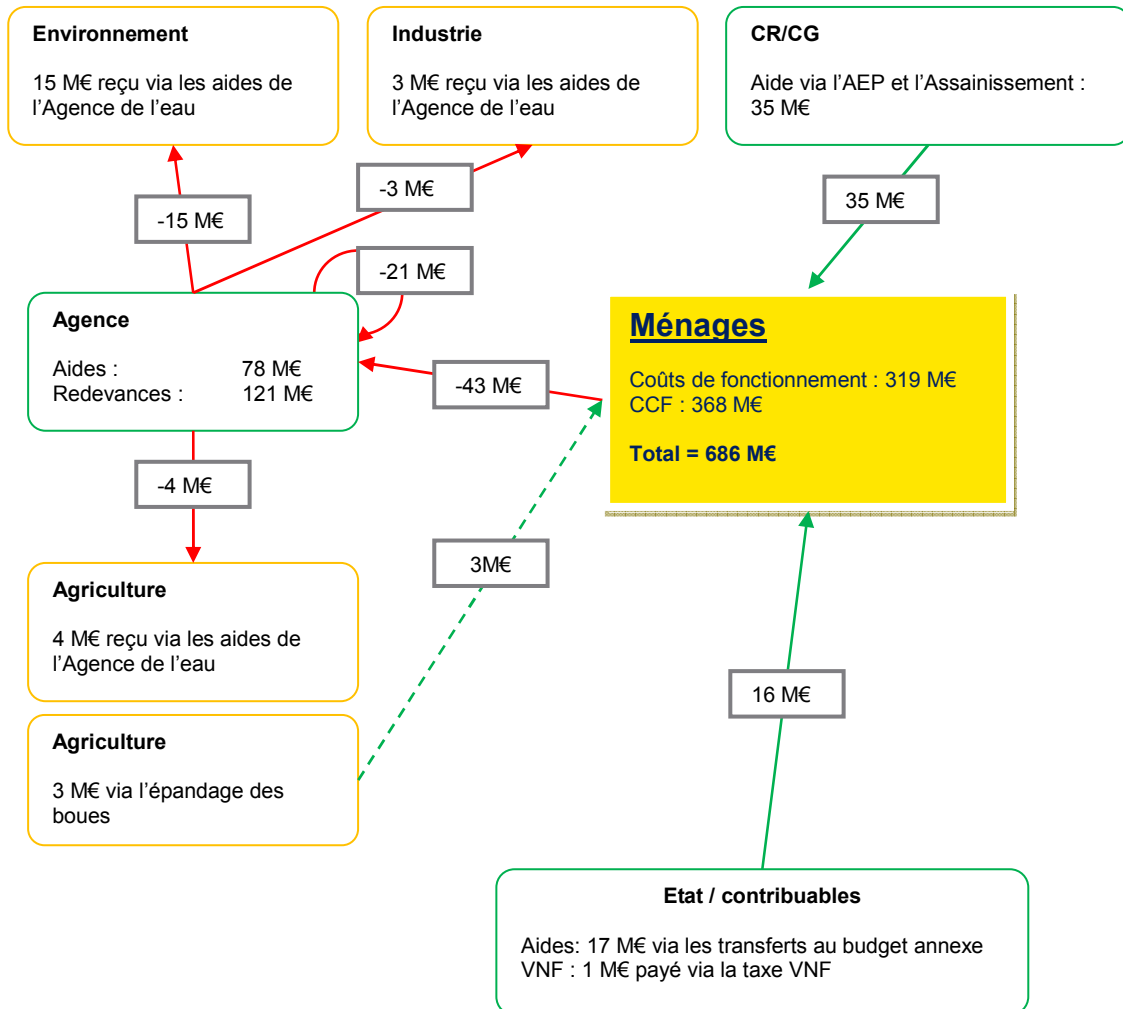 Environnement
15 M€ reçu via les aides de
l’Agence de l’eau
Industrie
3 M€ reçu via les aides de
l’Agence de l’eau
CR/CG
Aide via l’AEP et l’Assainissement :
35 M€
-15 M€
-3 M€
35 M€
-21 M€
Agence
Aides : 78 M€
Redevances : 121 M€
-43 M€
Ménages
Coûts de fonctionnement : 319 M€
CCF : 368 M€
Total = 686 M€
-4 M€
3M€
Agriculture
4 M€ reçu via les aides de
l’Agence de l’eau
16 M€
Agriculture
3 M€ via l’épandage des
boues
Etat / contribuables
Aides: 17 M€ via les transferts au budget annexe
VNF : 1 M€ payé via la taxe VNF